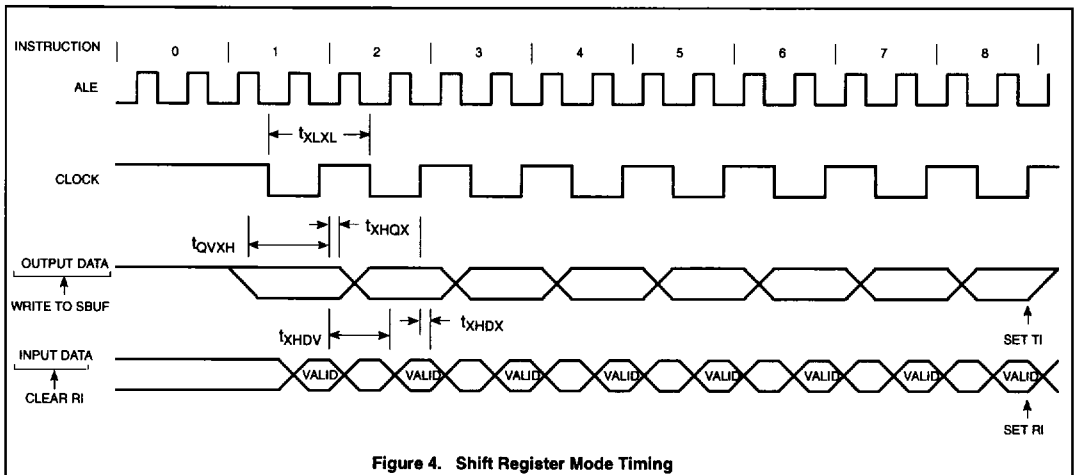 INSTRUCTION | 0 | 1 | 2 | 3 | 4 | 5 | 6 | 7 | 8 |
ALE
tXLXL
CLOCK
tQVXH
tXHQX
OUTPUT DATA
WRITE TO SBUF
SET TI
tXHDV
tXHDX
INPUT DATA
VALID VALID VALID VALID VALID VALID VALID VALID
CLEAR RI
SET RI
Figure 4. Shift Register Mode Timing